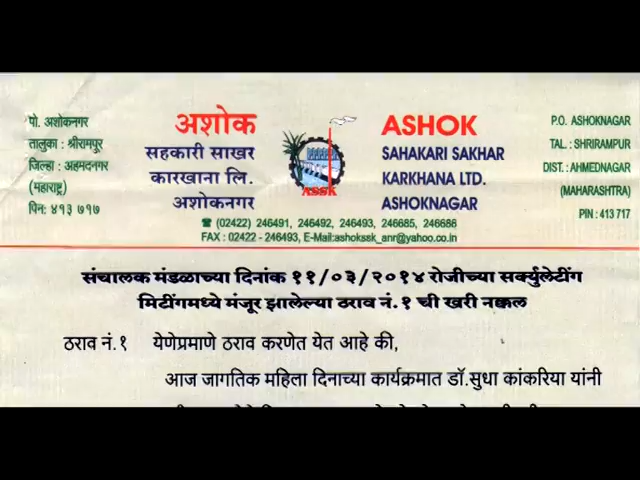 पो. अशोकनगर
तालुका : श्रीरामपूर
जिल्हा : अहमदनगर
(महाराष्ट्र)
पिन: ४१३ ७१७
अशोक
सहकारी साखर
कारखाना लि.
अशोकनगर
ASSK
ASHOK
SAHAKARI SAKHAR
KARKHANA LTD.
ASHOKNAGAR
P.O. ASHOKNAGAR
TAL.: SHRIRAMPUR
DIST.: AHMEDNAGAR
(MAHARASHTRA)
PIN : 413 717
☎ (02422) 246491, 246492, 246493, 246685, 246686
FAX : 02422 - 246493, E-Mail:ashokssk_anr@yahoo.co.in
संचालक मंडळाच्या दिनांक ११/०३/२०१४ रोजीच्या सर्क्युलेटींग
मिटींगमध्ये मंजूर झालेल्या ठराव नं.१ ची खरी नक्कल
ठराव नं.१ येणेप्रमाणे ठराव करणेत येत आहे की,
आज जागतिक महिला दिनाच्या कार्यक्रमात डॉ.सुधा कांकरिया यांनी